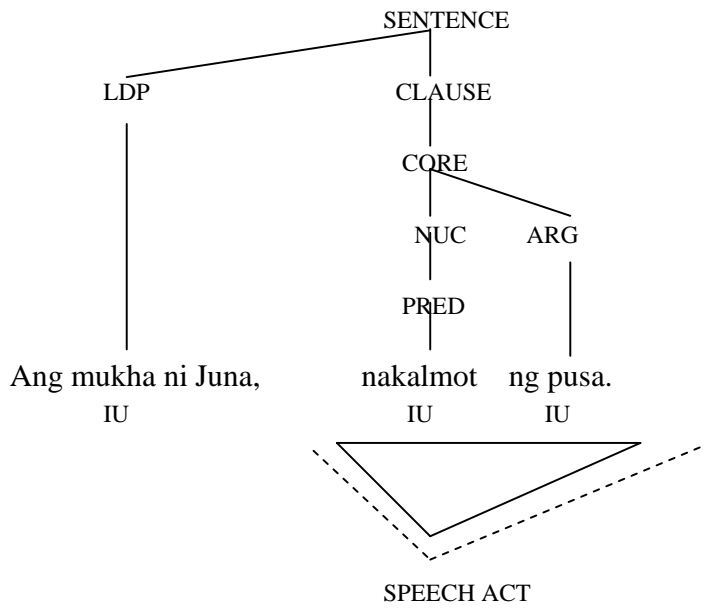 SENTENCE
LDP CLAUSE
CORE
NUC ARG
PRED
Ang mukha ni Juna, nakalmot ng pusa.
IU IU IU
SPEECH ACT